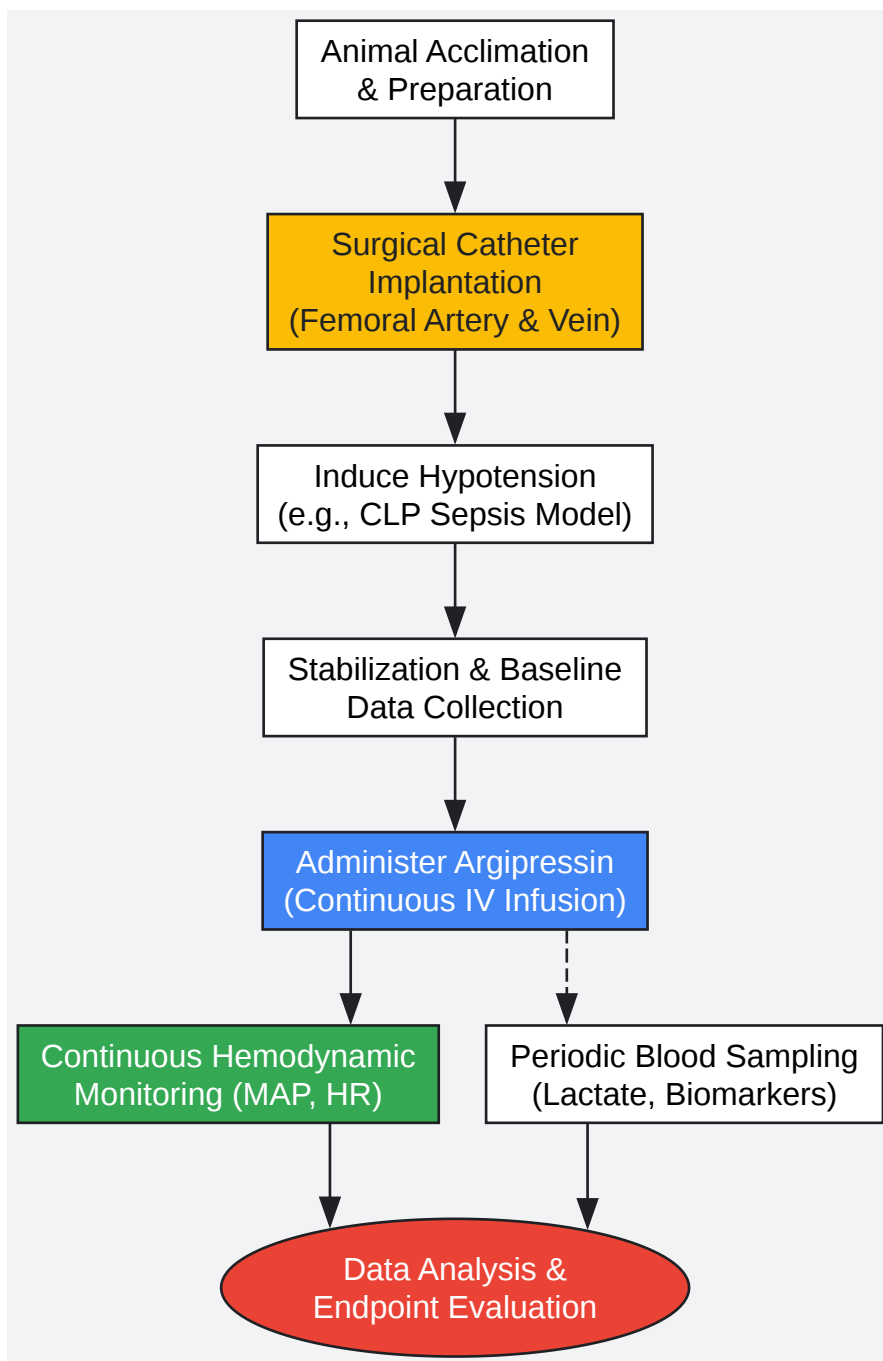 Animal Acclimation
& Preparation
Surgical Catheter
Implantation
(Femoral Artery & Vein)
Induce Hypotension
(e.g., CLP Sepsis Model)
Stabilization & Baseline
Data Collection
Administer Argipressin
(Continuous IV Infusion)
Continuous Hemodynamic
Monitoring (MAP, HR)
Periodic Blood Sampling
(Lactate, Biomarkers)
Data Analysis &
Endpoint Evaluation